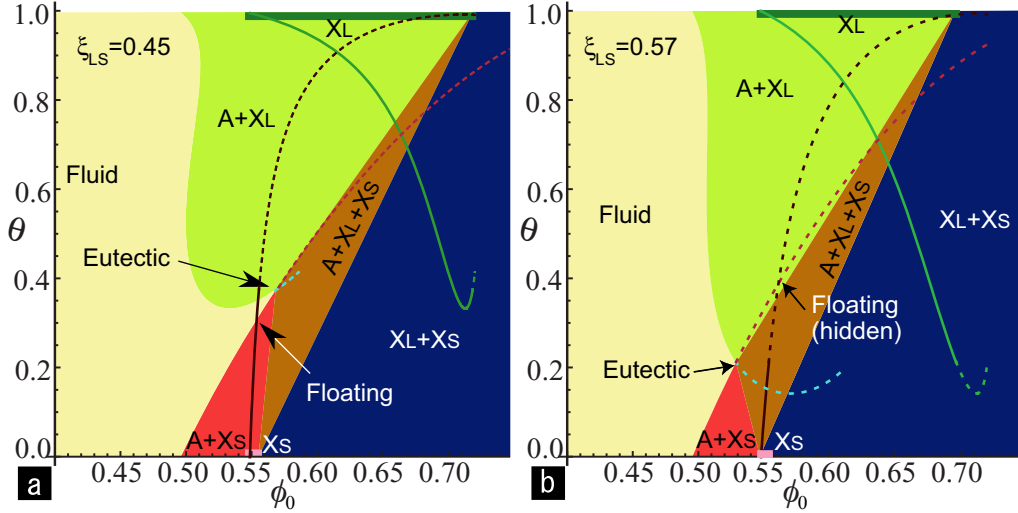 1.0
0.8
0.6
0.4
0.2
0.0
θ
ξLS=0.45
XL
A+XL
Fluid
A+XL+XS
Eutectic
XL+XS
Floating
A+XS
XS
0.45
0.50
0.55
0.60
0.65
0.70
ϕ0
a
1.0
0.8
0.6
0.4
0.2
0.0
θ
ξLS=0.57
XL
A+XL
Fluid
A+XL+XS
XL+XS
Floating
(hidden)
Eutectic
A+XS
XS
0.45
0.50
0.55
0.60
0.65
0.70
ϕ0
b